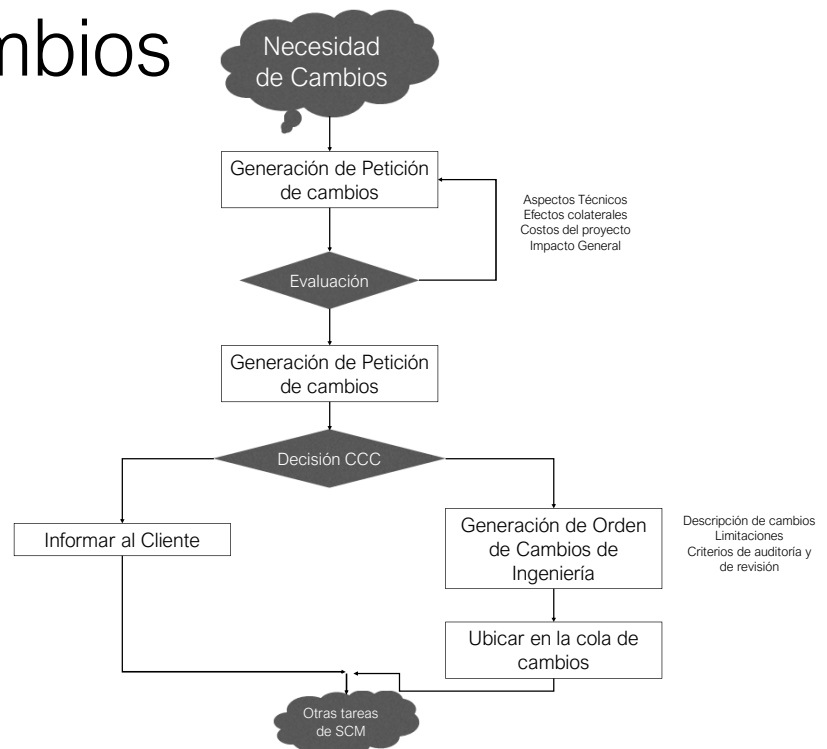 mbios
Necesidad
de Cambios
Generación de Petición
de cambios
Aspectos Técnicos
Efectos colaterales
Costos del proyecto
Impacto General
Evaluación
Generación de Petición
de cambios
Decisión CCC
Informar al Cliente
Generación de Orden
de Cambios de
Ingeniería
Descripción de cambios
Limitaciones
Criterios de auditoría y
de revisión
Ubicar en la cola de
cambios
Otras tareas
de SCM